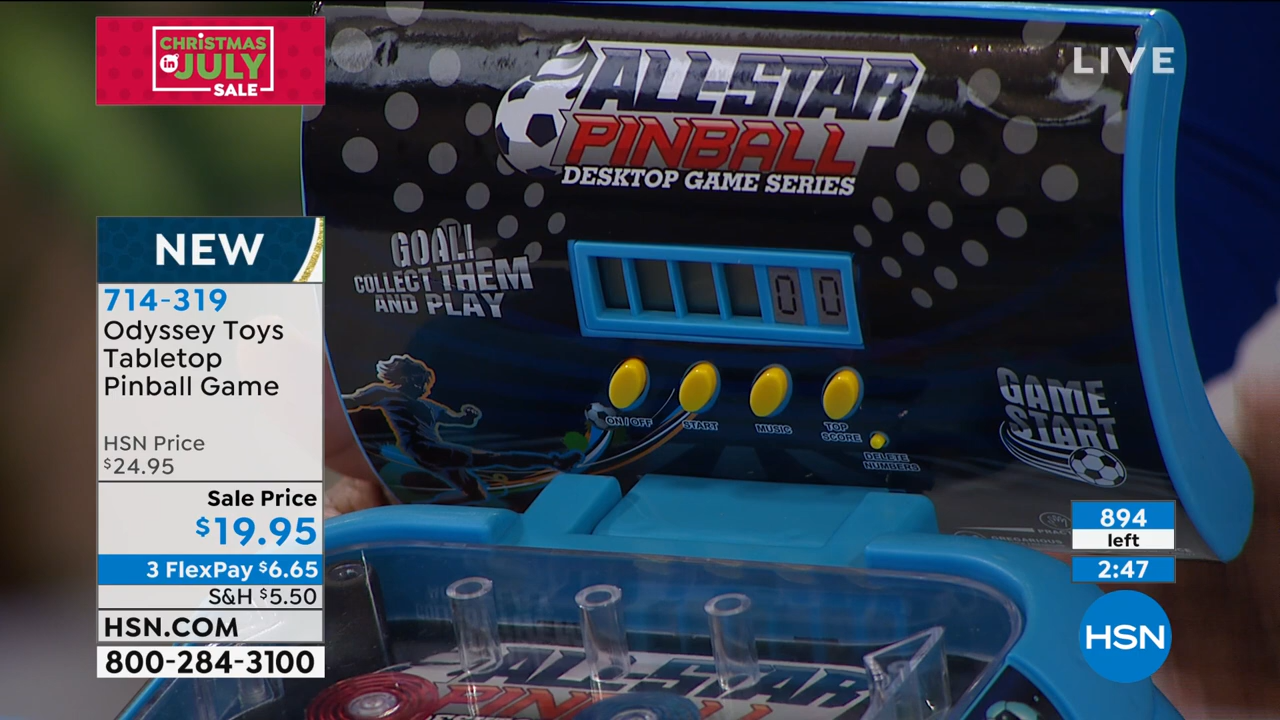 CHRISTMAS
in JULY
SALE
LIVE
NEW
714-319
Odyssey Toys
Tabletop
Pinball Game
HSN Price
$24.95
Sale Price
$19.95
3 FlexPay $6.65
S&H $5.50
HSN.COM
800-284-3100
ALL-STAR
PINBALL
DESKTOP GAME SERIES
GOAL!
COLLECT THEM
AND PLAY
00
ON/OFF
START
MUSIC
TOP
SCORE
DELETE
NUMBERS
GAME
START
894
left
2:47
HSN
ALL-STAR
PINBALL